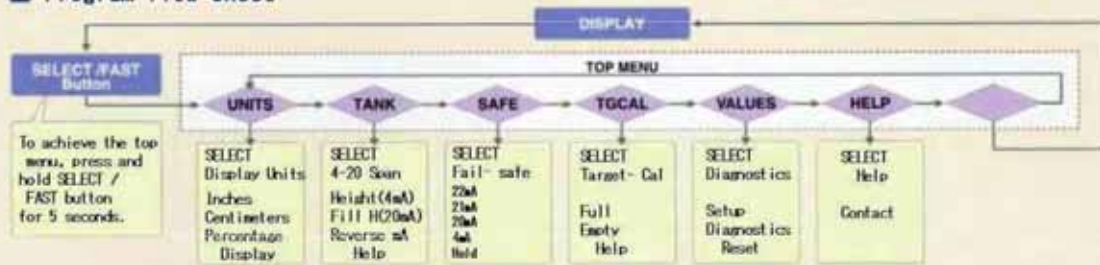 Program Flow Sheet
DISPLAY
SELECT /FAST
Button
TOP MENU
UNITS
TANK
SAFE
TGCAL
VALUES
HELP
To achieve the top
menu, press and
hold SELECT /
FAST button
for 5 seconds.
SELECT
Display Units
Inches
Centimeters
Percentage
Display
SELECT
4-20 Span
Height(4mA)
Fill H(20mA)
Reverse mA
Help
SELECT
Fail- safe
22mA
21mA
20mA
4mA
Hold
SELECT
Target- Cal
Full
Empty
Help
SELECT
Diagnostics
Setup
Diagnostics
Reset
SELECT
Help
Contact